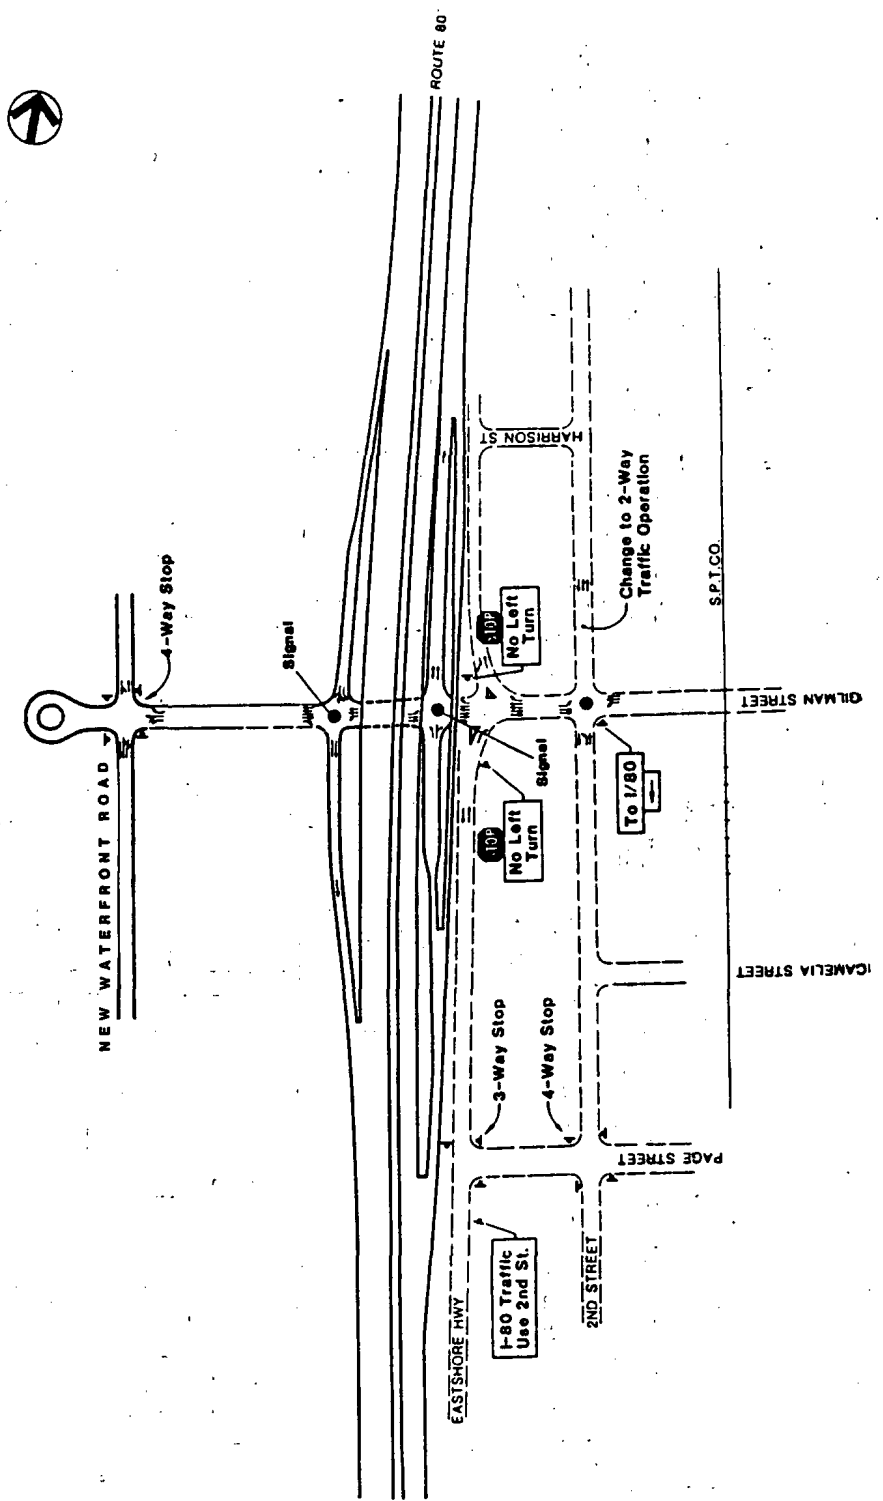 ROUTE 80
NEW WATERFRONT ROAD
4-Way Stop
Signal
Signal
HARRISON ST
Change to 2-Way
Traffic Operation
STOP
No Left
Turn
STOP
No Left
Turn
To I/80
S.P.T.CO.
GILMAN STREET
CAMELIA STREET
3-Way Stop
4-Way Stop
PAGE STREET
I-80 Traffic
Use 2nd St.
EASTSHORE HWY
2ND STREET